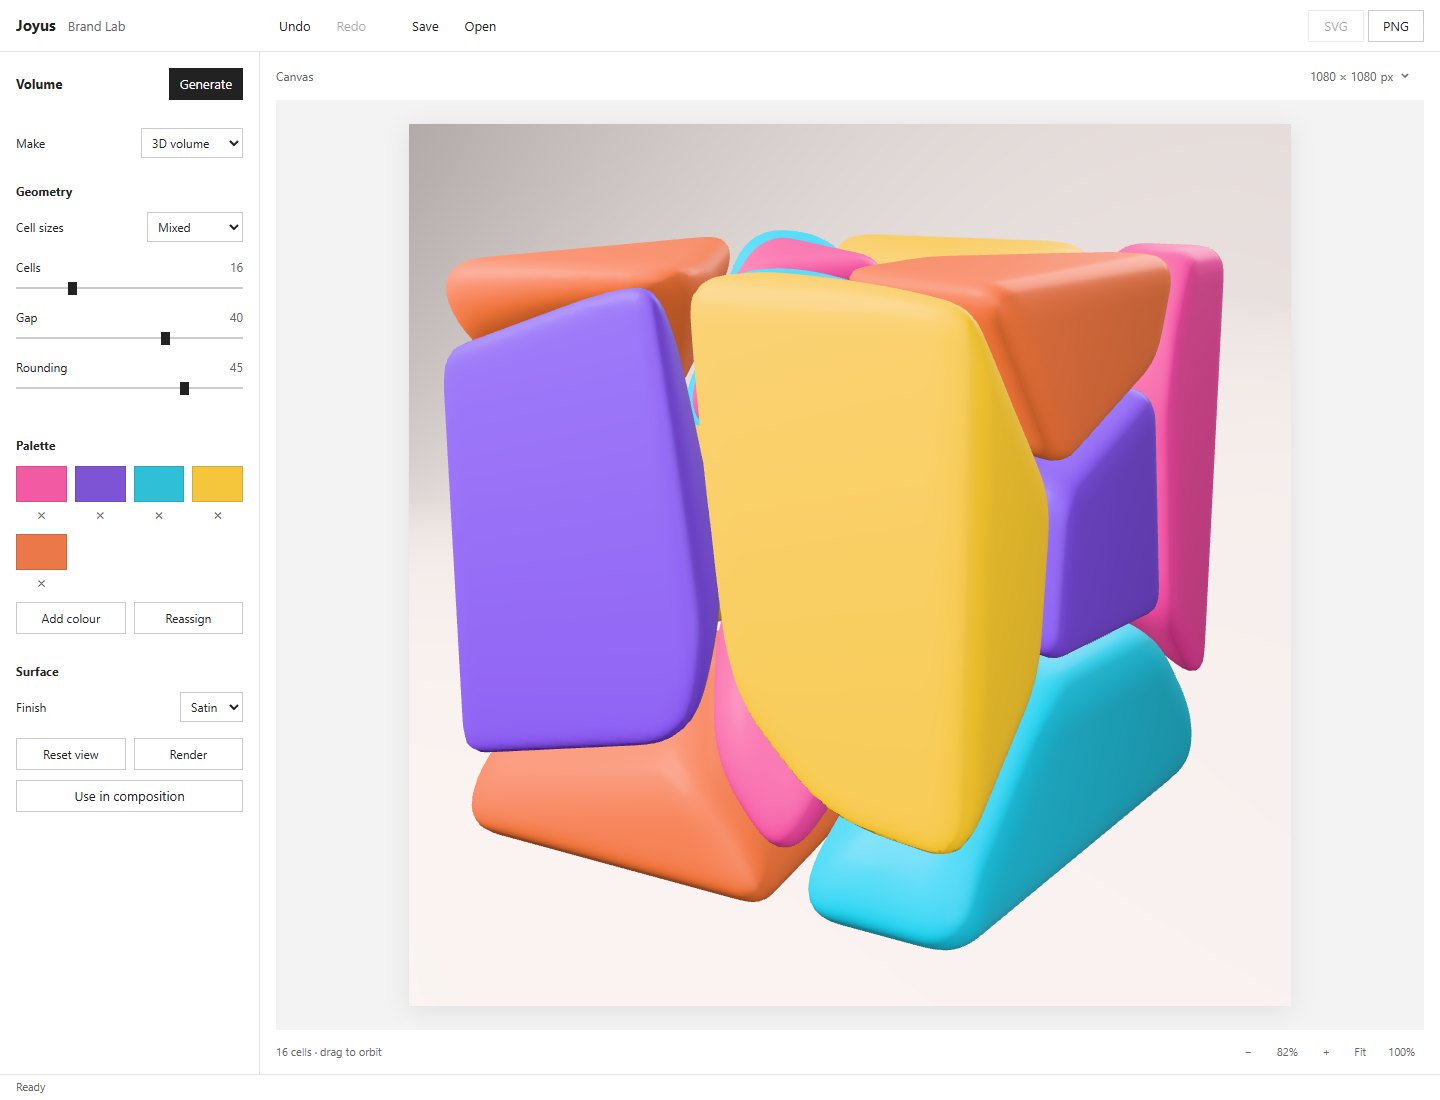 Joyus Brand Lab Undo Redo Save Open SVG PNG
Volume Generate
Canvas 1080 × 1080 px
Make 3D volume
Geometry
Cell sizes Mixed
Cells 16
Gap 40
Rounding 45
Palette
× × × ×
×
Add colour Reassign
Surface
Finish Satin
Reset view Render
Use in composition
16 cells · drag to orbit − 82% + Fit 100%
Ready